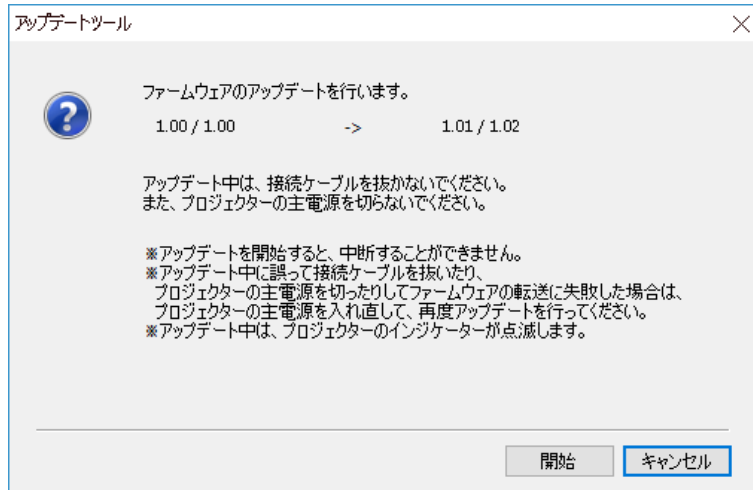 アップデートツール
ファームウェアのアップデートを行います。
1.00 / 1.00 -> 1.01 / 1.02
アップデート中は、接続ケーブルを抜かないでください。
また、プロジェクターの主電源を切らないでください。
※アップデートを開始すると、中断することができません。
※アップデート中に誤って接続ケーブルを抜いたり、
プロジェクターの主電源を切ったりしてファームウェアの転送に失敗した場合は、
プロジェクターの主電源を入れ直して、再度アップデートを行ってください。
※アップデート中は、プロジェクターのインジケーターが点滅します。
開始 キャンセル